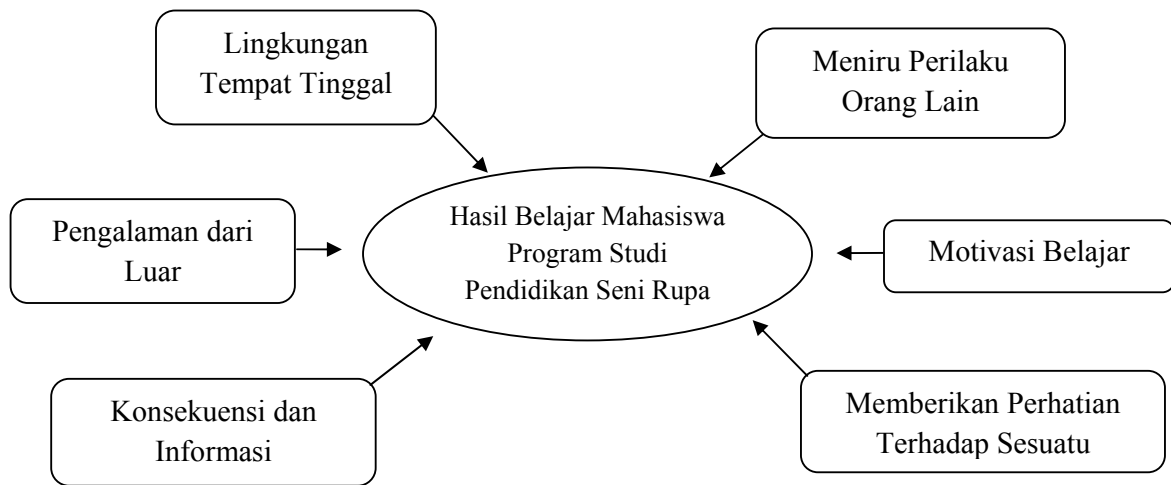 Lingkungan
Tempat Tinggal
Meniru Perilaku
Orang Lain
Hasil Belajar Mahasiswa
Program Studi
Pendidikan Seni Rupa
Pengalaman dari
Luar
Motivasi Belajar
Konsekuensi dan
Informasi
Memberikan Perhatian
Terhadap Sesuatu